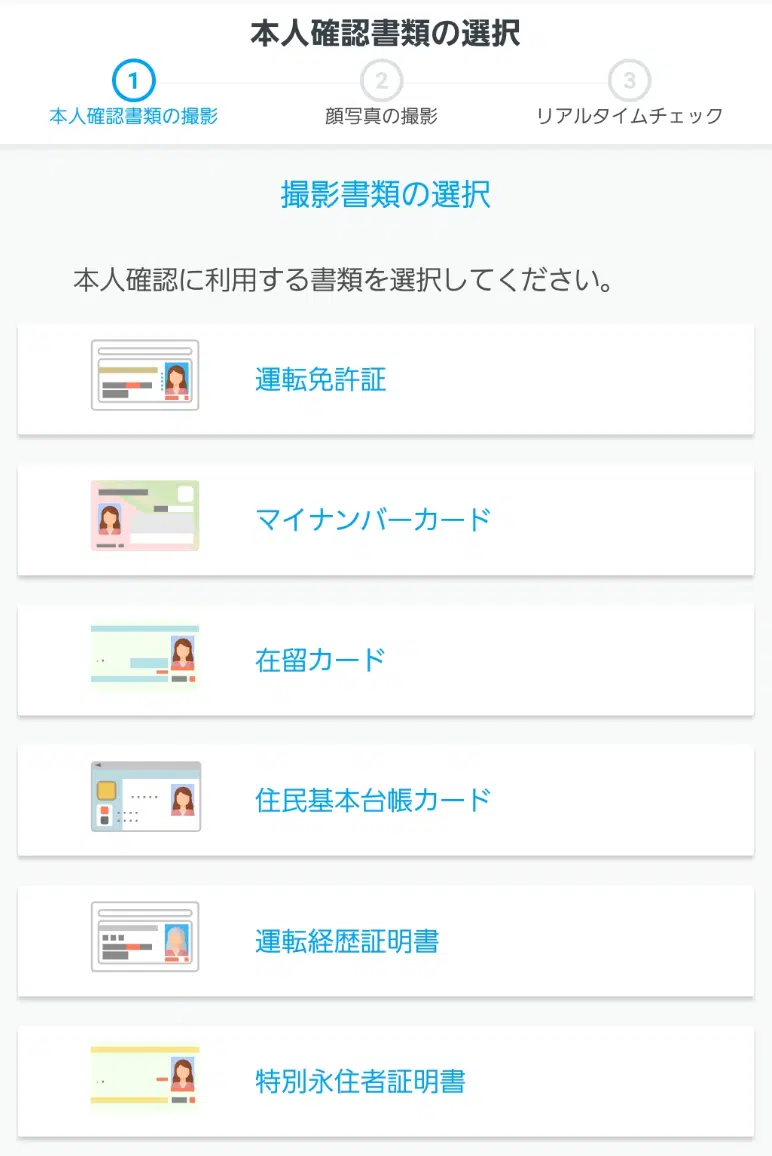 本人確認書類の選択
1
2
3
本人確認書類の撮影
顔写真の撮影
リアルタイムチェック
撮影書類の選択
本人確認に利用する書類を選択してください。
運転免許証
マイナンバーカード
在留カード
住民基本台帳カード
運転経歴証明書
特別永住者証明書